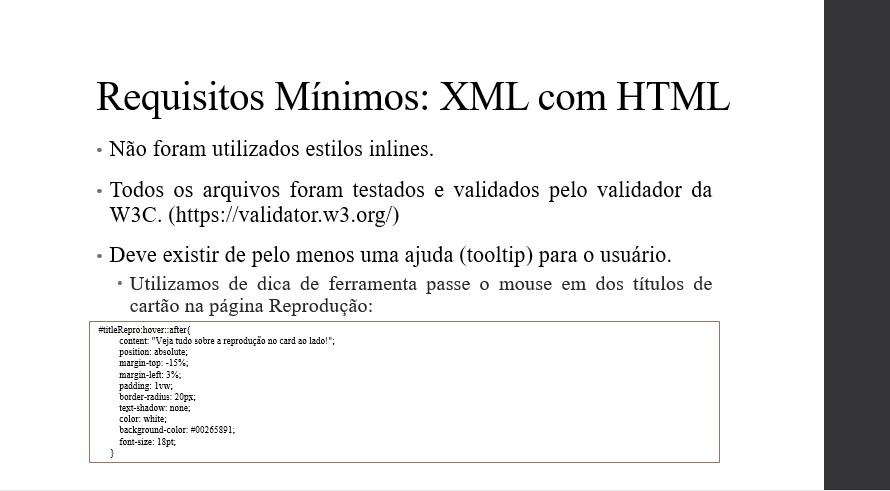 Requisitos Mínimos: XML com HTML
• Não foram utilizados estilos inlines.
• Todos os arquivos foram testados e validados pelo validador da
W3C. (https://validator.w3.org/)
• Deve existir de pelo menos uma ajuda (tooltip) para o usuário.
• Utilizamos de dica de ferramenta passe o mouse em dos títulos de
cartão na página Reprodução:
#titleRepro:hover::after{
content: "Veja tudo sobre a reprodução no card ao lado!";
position: absolute;
margin-top: -15%;
margin-left: 3%;
padding: 1vw;
border-radius: 20px;
text-shadow: none;
color: white;
background-color: #00265891;
font-size: 18pt;
}